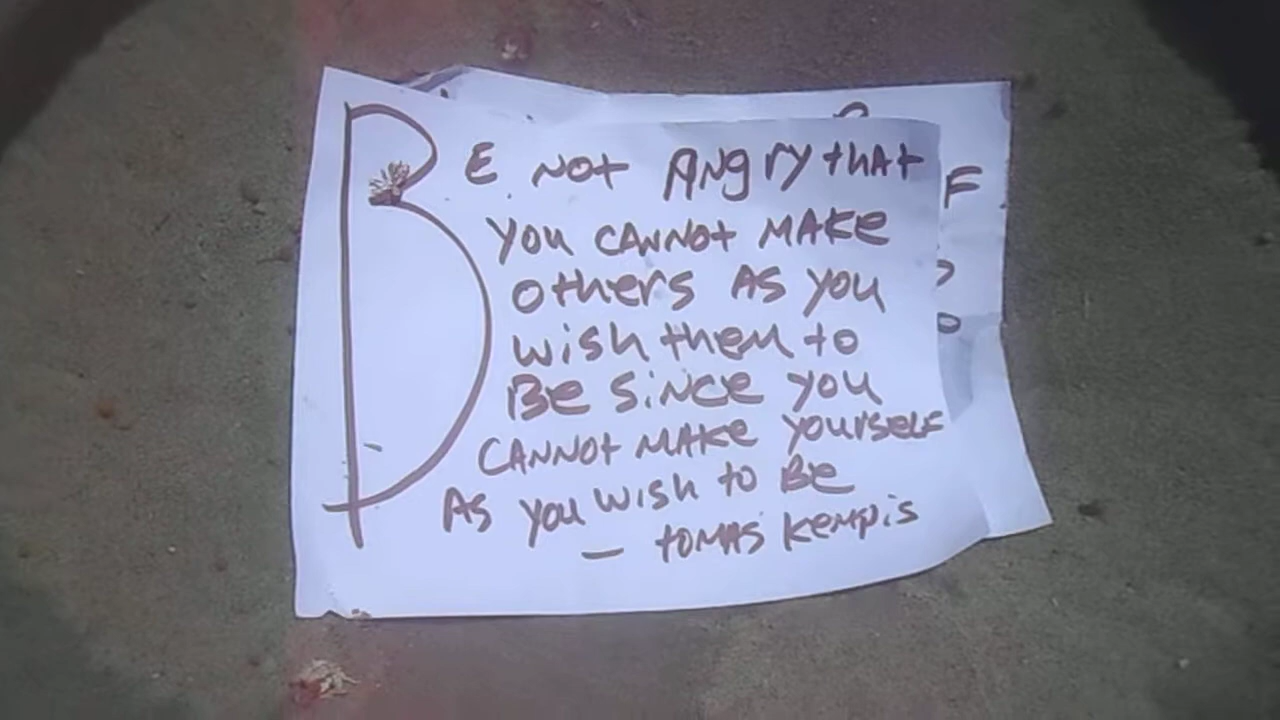 BE NOT ANgry tHAt
you CANNOt MAKe
others AS you
wish them to
Be SiNCe you
CANNOt MAKe yourseLF
AS you wish to Be
— tOMAS Kempis
F